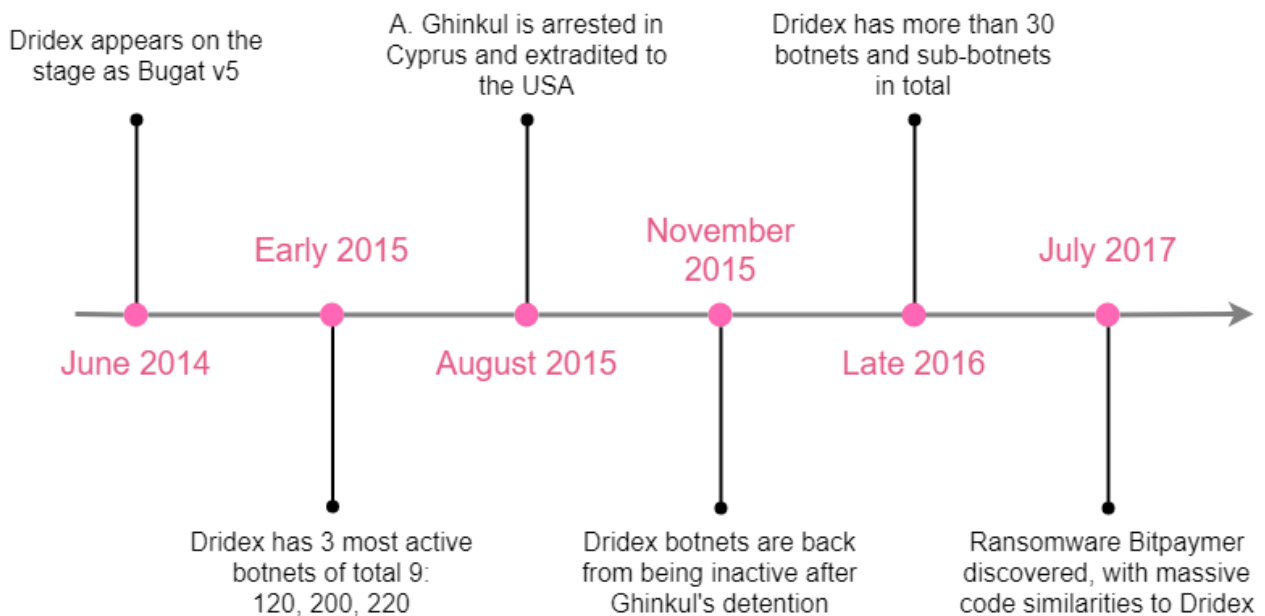 Dridex appears on the
stage as Bugat v5
A. Ghinkul is arrested in
Cyprus and extradited to
the USA
Dridex has more than 30
botnets and sub-botnets
in total
Early 2015
November
2015
July 2017
June 2014
August 2015
Late 2016
Dridex has 3 most active
botnets of total 9:
120, 200, 220
Dridex botnets are back
from being inactive after
Ghinkul's detention
Ransomware Bitpaymer
discovered, with massive
code similarities to Dridex